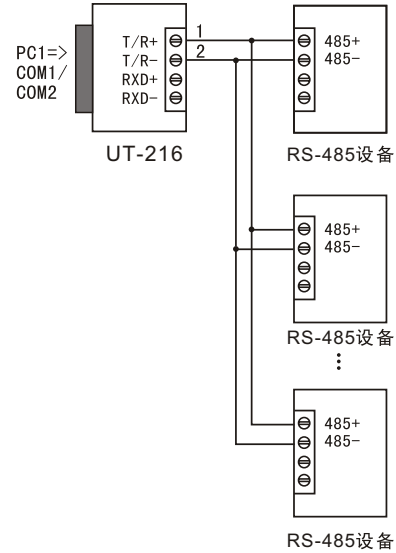 PC1=>
COM1/
COM2
T/R+
T/R-
RXD+
RXD-
1
2
UT-216
485+
485-
RS-485设备
485+
485-
RS-485设备
485+
485-
RS-485设备